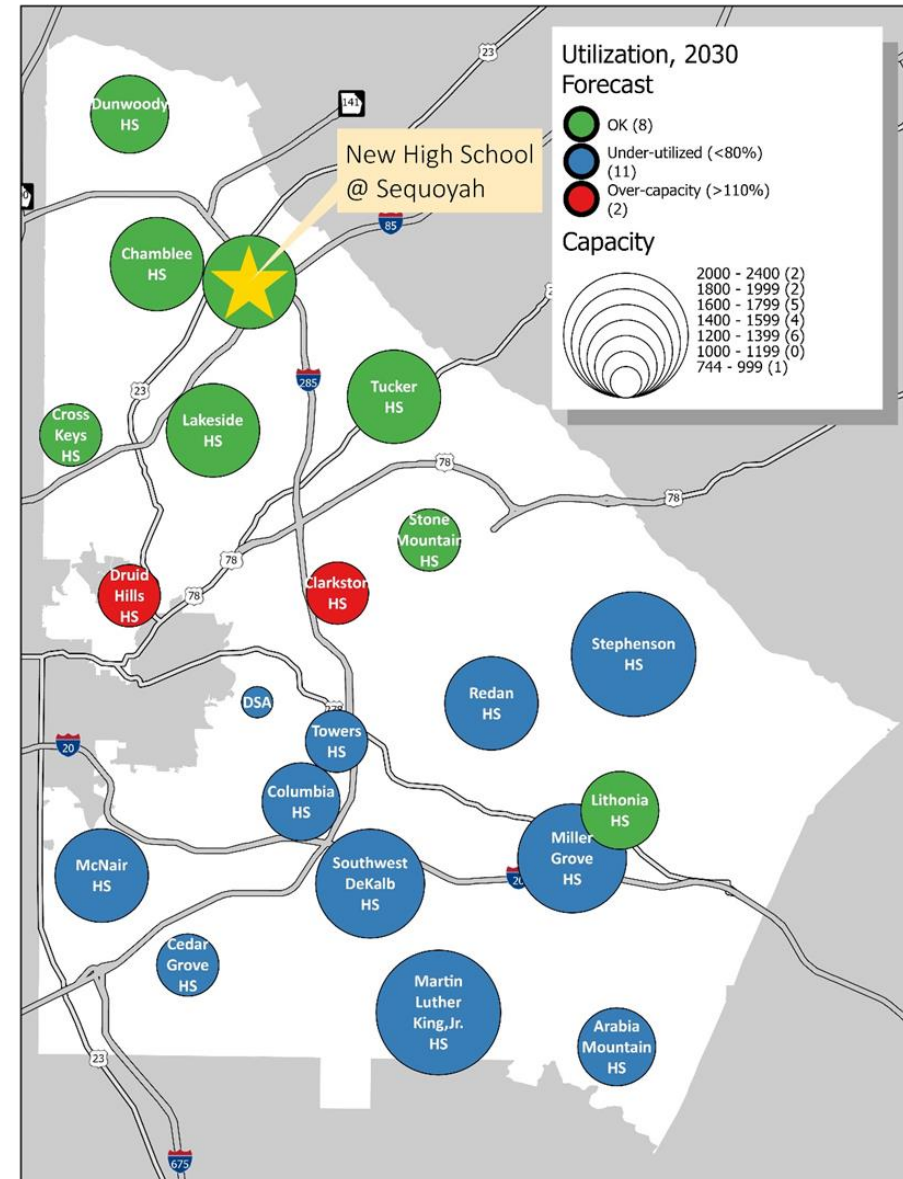 Utilization, 2030
Forecast
OK (8)
Under-utilized (<80%)
(11)
Over-capacity (>110%)
(2)
Capacity
2000 - 2400 (2)
1800 - 1999 (2)
1600 - 1799 (5)
1400 - 1599 (4)
1200 - 1399 (6)
1000 - 1199 (0)
744 - 999 (1)
23
141
Dunwoody
HS
New High School
@ Sequoyah
85
Chamblee
HS
285
23
Tucker
HS
Cross
Keys
HS
Lakeside
HS
78
78
Stone
Mountain
HS
78
Druid
Hills
HS
78
Clarkston
HS
Stephenson
HS
Redan
HS
DSA
Towers
HS
20
Columbia
HS
Lithonia
HS
Miller
Grove
HS
McNair
HS
Southwest
DeKalb
HS
20
Cedar
Grove
HS
Martin
Luther
King,Jr.
HS
Arabia
Mountain
HS
23
675